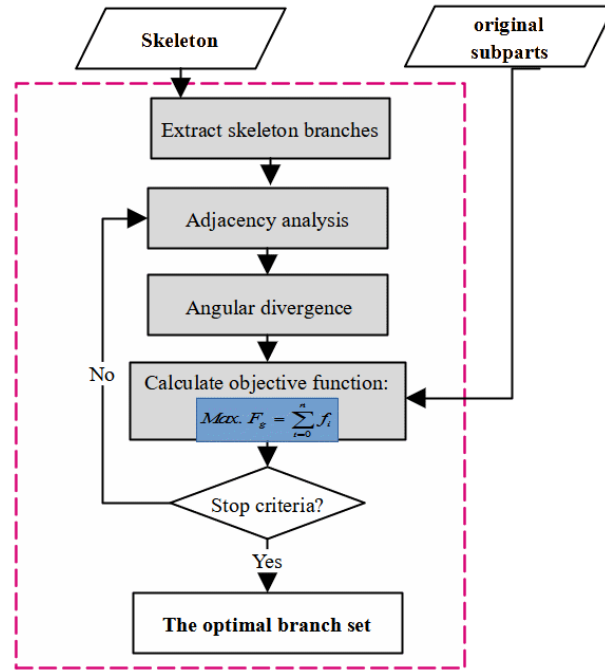 Skeleton
original
subparts
Extract skeleton branches
Adjacency analysis
Angular divergence
Calculate objective function:
Max. F_g = \sum_{i=0}^{n} f_i
No
Stop criteria?
Yes
The optimal branch set